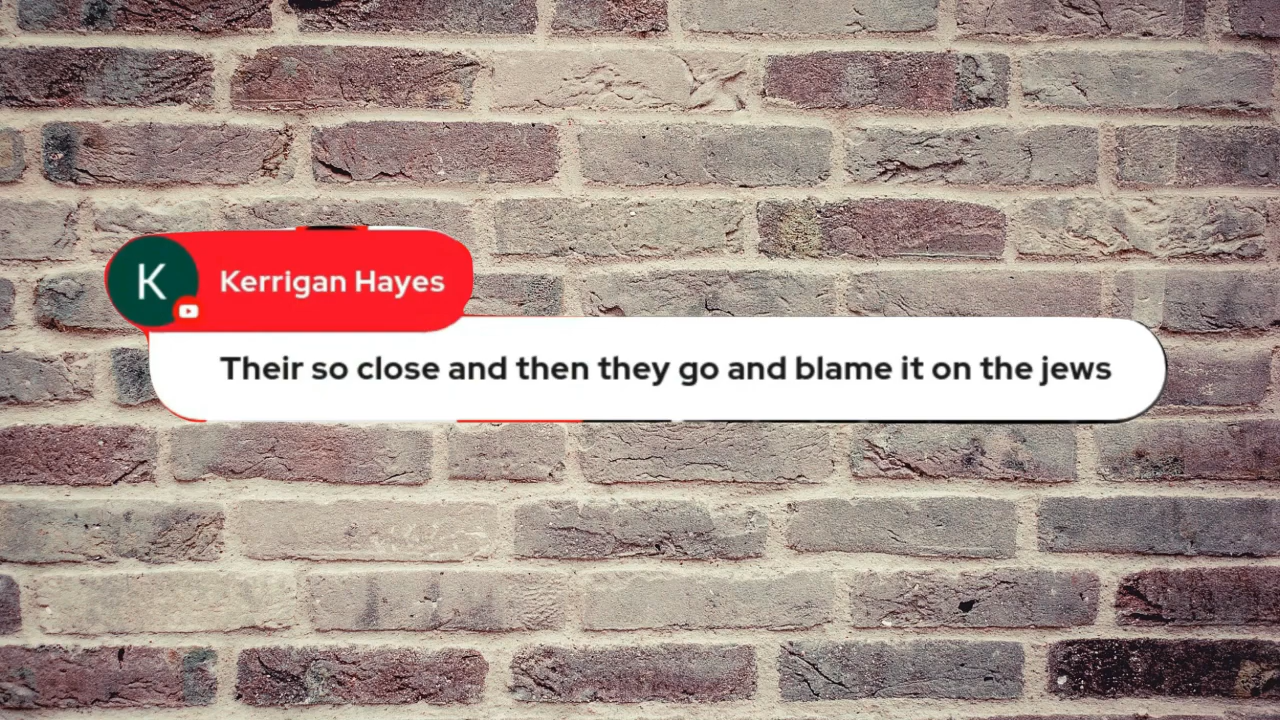 K
Kerrigan Hayes
Their so close and then they go and blame it on the jews